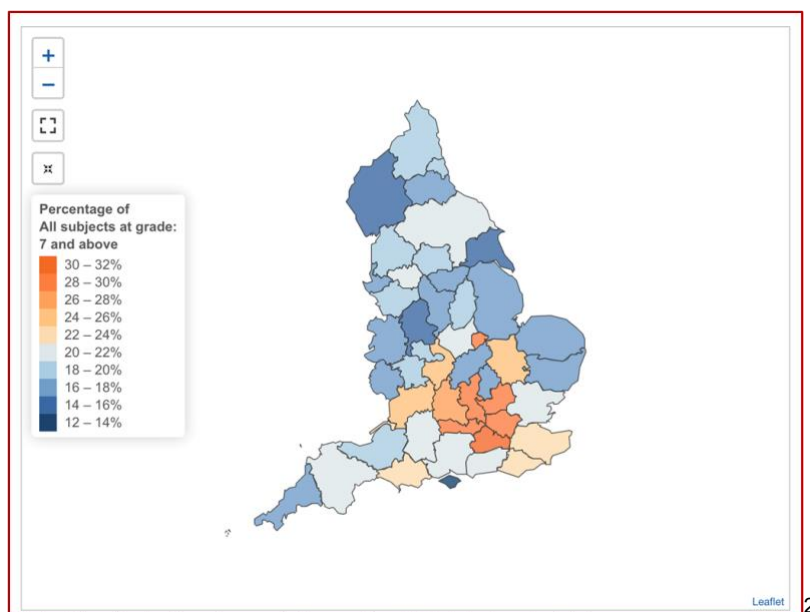 +
−
Percentage of
All subjects at grade:
7 and above
30 – 32%
28 – 30%
26 – 28%
24 – 26%
22 – 24%
20 – 22%
18 – 20%
16 – 18%
14 – 16%
12 – 14%
Leaflet
2